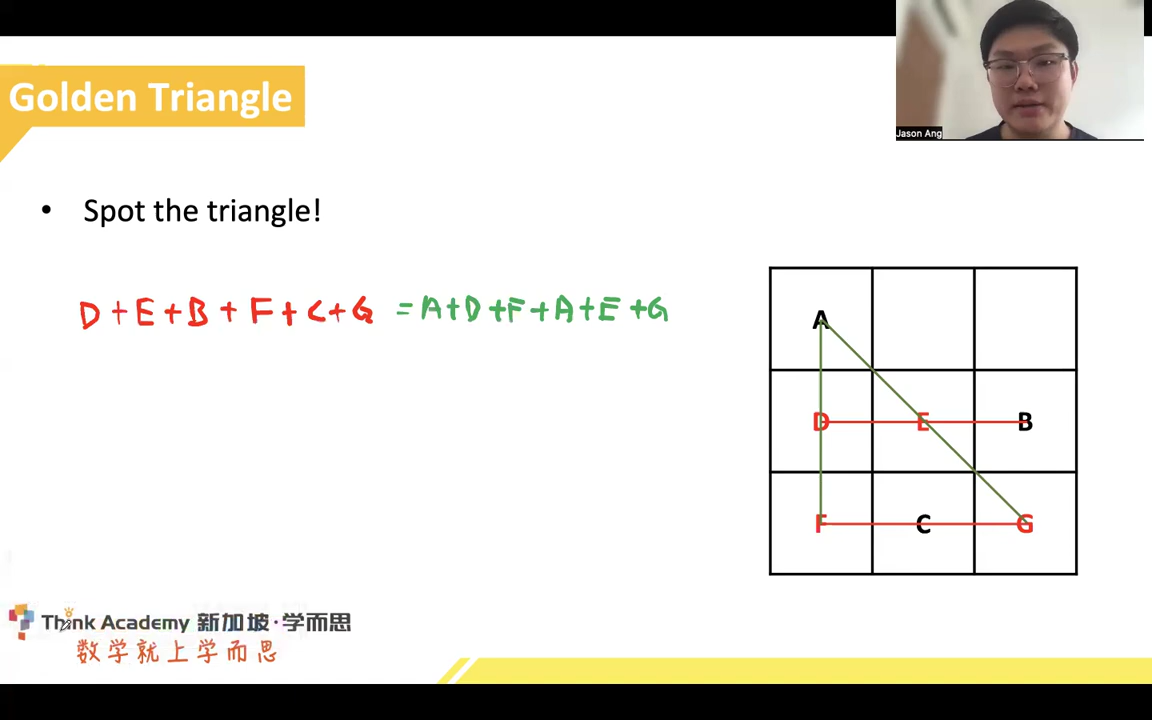 Golden Triangle
Jason Ang
• Spot the triangle!
D + E + B + F + C + G = A + D + F + A + E + G
A
D E B
F C G
Think Academy 新加坡·学而思
数学就上学而思